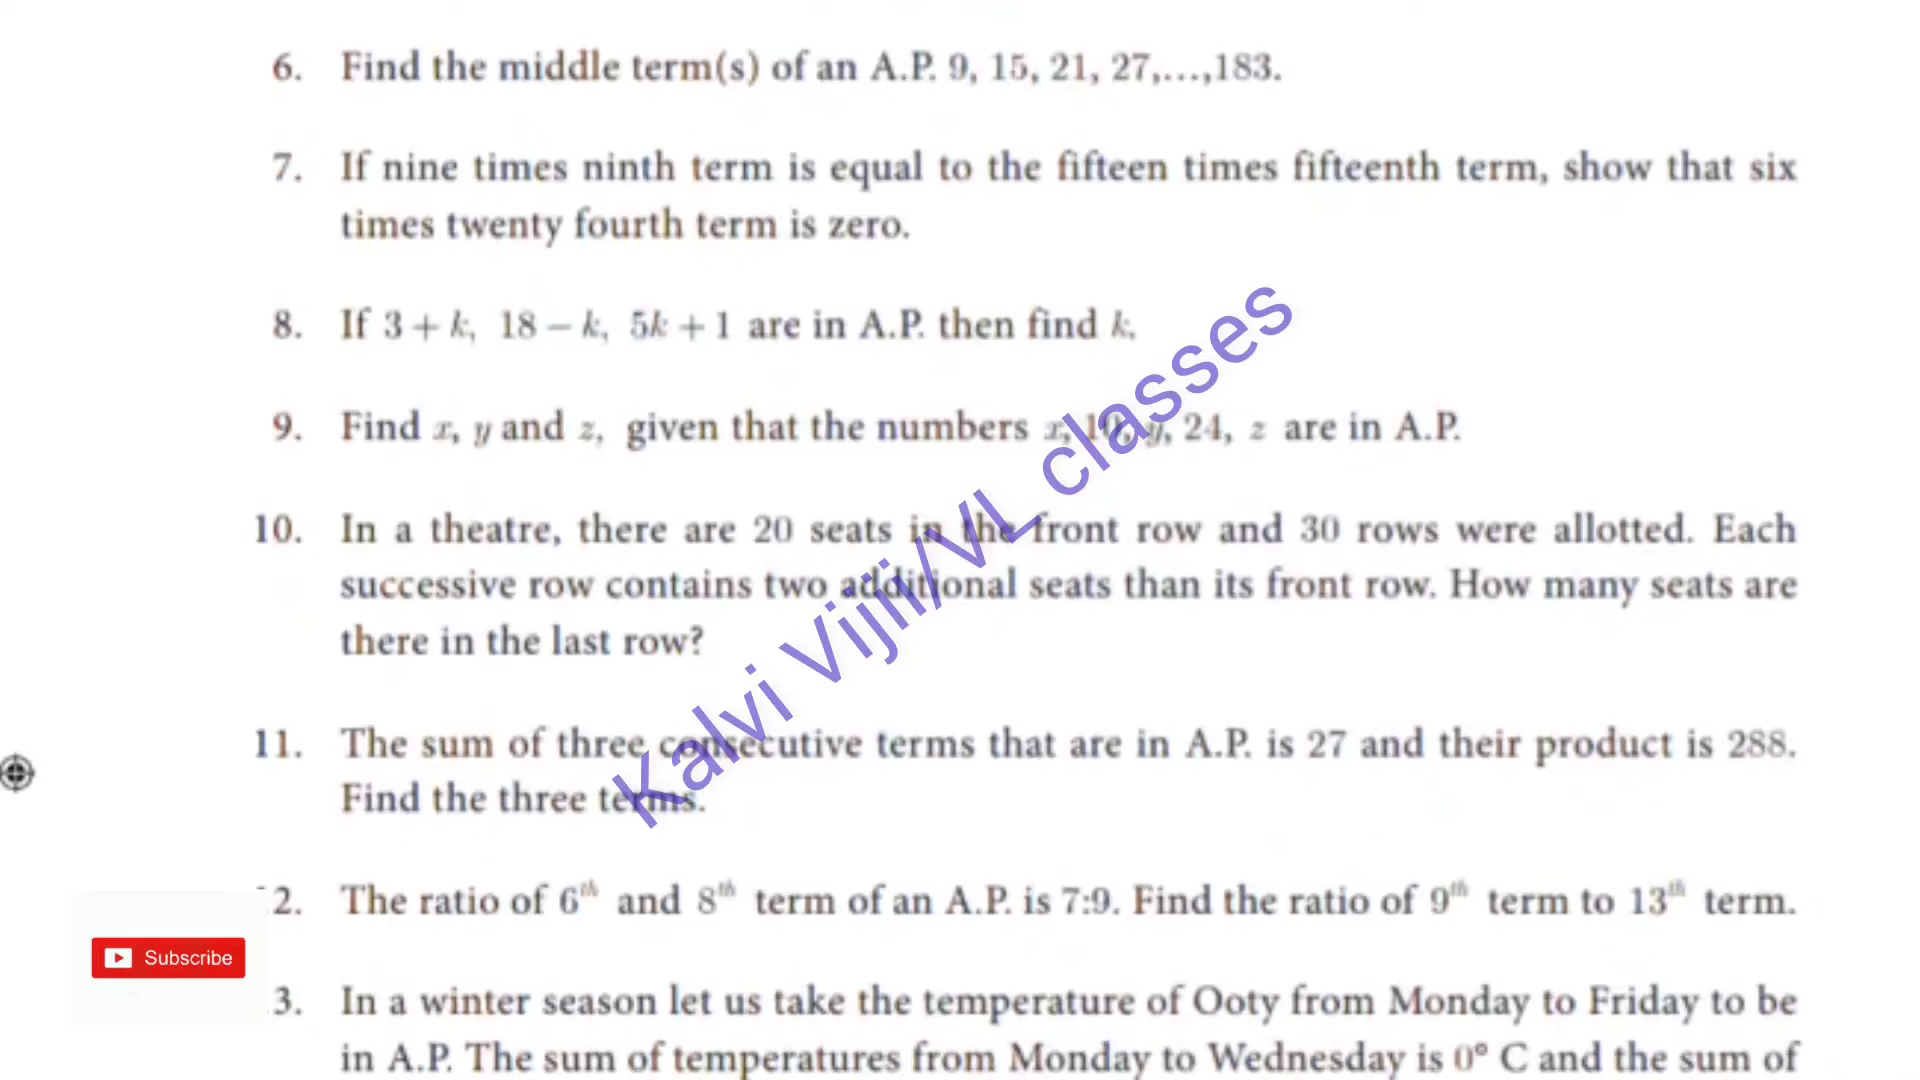 6. Find the middle term(s) of an A.P. 9, 15, 21, 27,…,183.
7. If nine times ninth term is equal to the fifteen times fifteenth term, show that six
times twenty fourth term is zero.
8. If 3 + k, 18 − k, 5k + 1 are in A.P. then find k.
9. Find x, y and z, given that the numbers x, 10, y, 24, z are in A.P.
10. In a theatre, there are 20 seats in the front row and 30 rows were allotted. Each
successive row contains two additional seats than its front row. How many seats are
there in the last row?
11. The sum of three consecutive terms that are in A.P. is 27 and their product is 288.
Find the three terms.
2. The ratio of 6th and 8th term of an A.P. is 7:9. Find the ratio of 9th term to 13th term.
Subscribe
3. In a winter season let us take the temperature of Ooty from Monday to Friday to be
in A.P. The sum of temperatures from Monday to Wednesday is 0° C and the sum of
Kalvi Vijli/VL classes